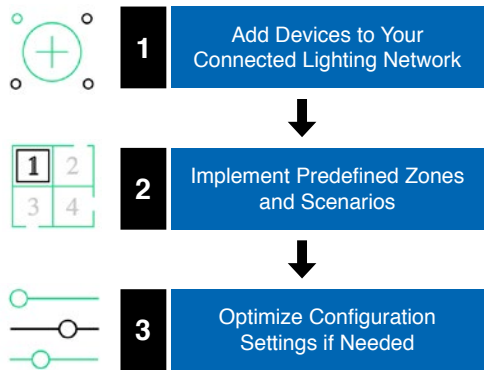 1
Add Devices to Your
Connected Lighting Network
1 2
3 4
2
Implement Predefined Zones
and Scenarios
3
Optimize Configuration
Settings if Needed